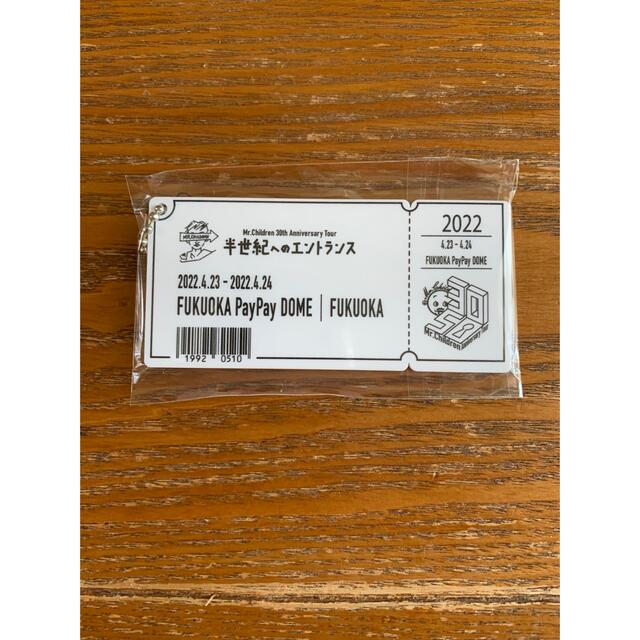 Mr.Children 30th Anniversary Tour
半世紀へのエントランス
2022.4.23 - 2022.4.24
FUKUOKA PayPay DOME | FUKUOKA
1992 0510
2022
4.23 - 4.24
FUKUOKA PayPay DOME
30
50
Mr.Children Anniversary Tour